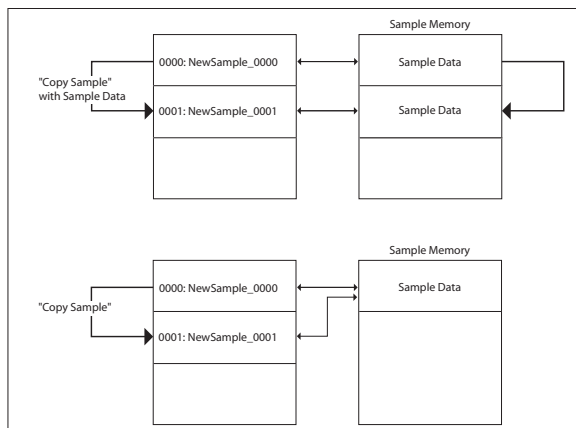 Sample Memory
0000: NewSample_0000
Sample Data
"Copy Sample"
with Sample Data
0001: NewSample_0001
Sample Data
Sample Memory
0000: NewSample_0000
Sample Data
"Copy Sample"
0001: NewSample_0001